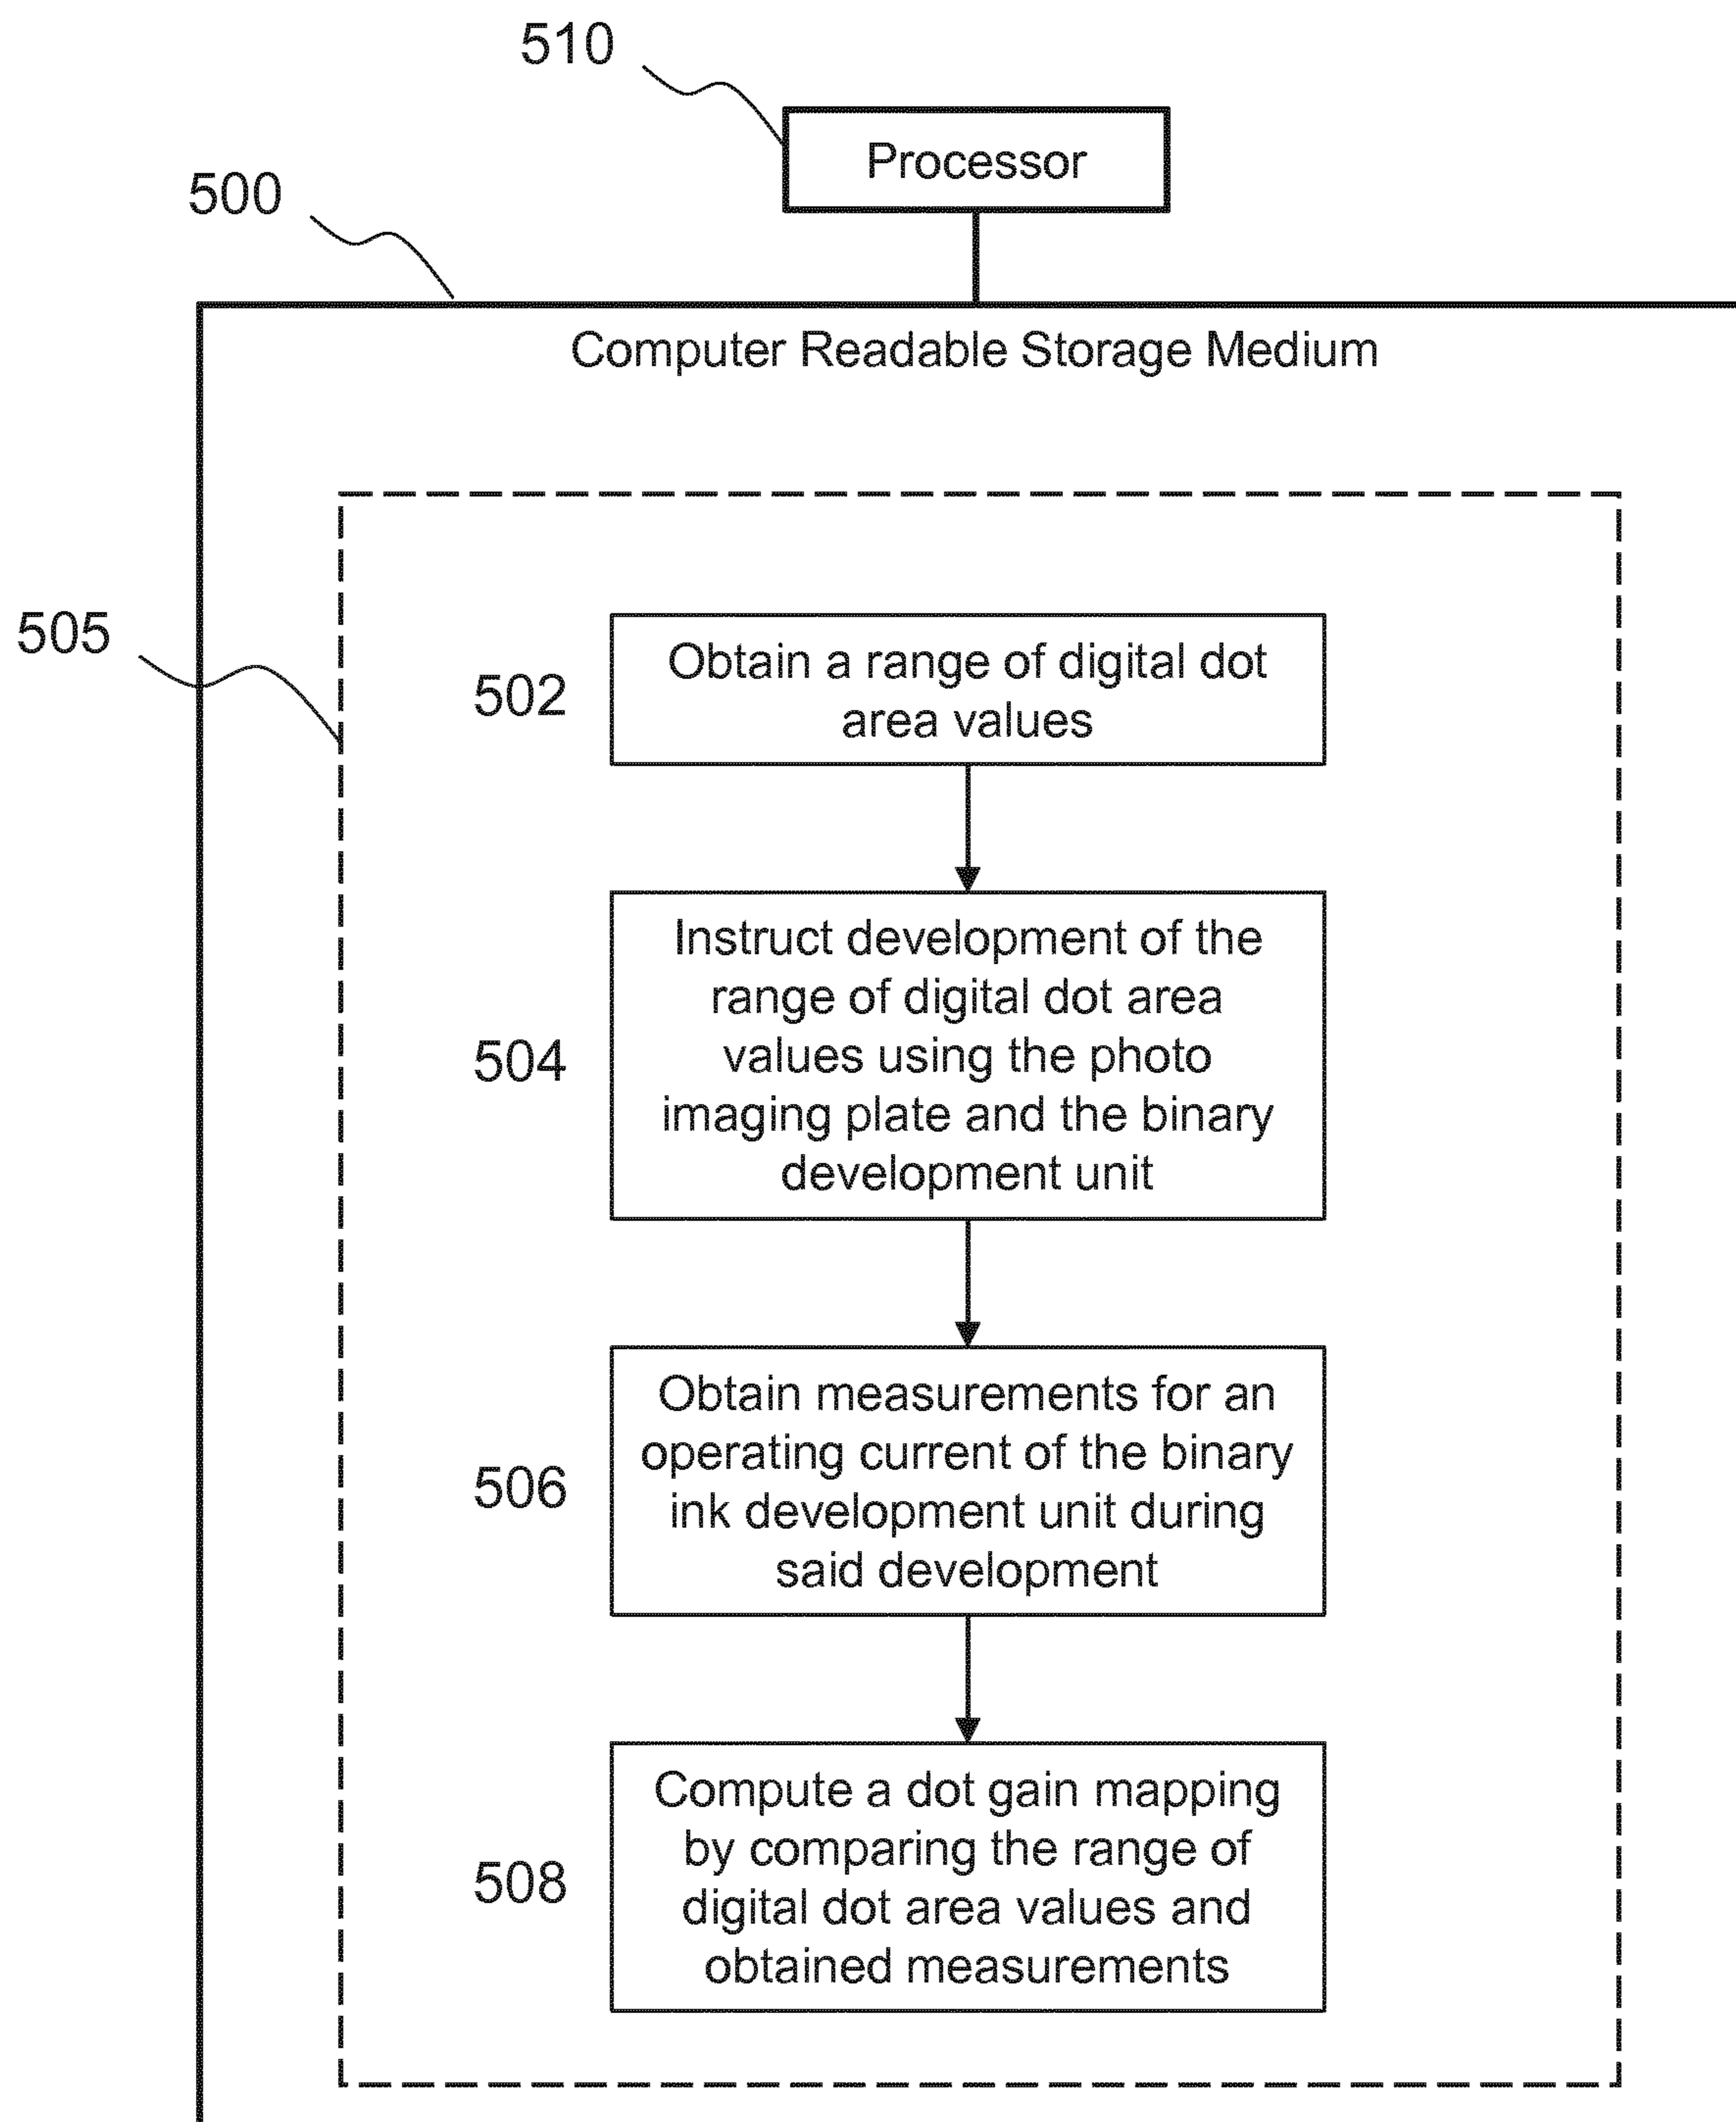 510
Processor
500
Computer Readable Storage Medium
505
502
Obtain a range of digital dot
area values
504
Instruct development of the
range of digital dot area
values using the photo
imaging plate and the binary
development unit
506
Obtain measurements for an
operating current of the binary
ink development unit during
said development
508
Compute a dot gain mapping
by comparing the range of
digital dot area values and
obtained measurements